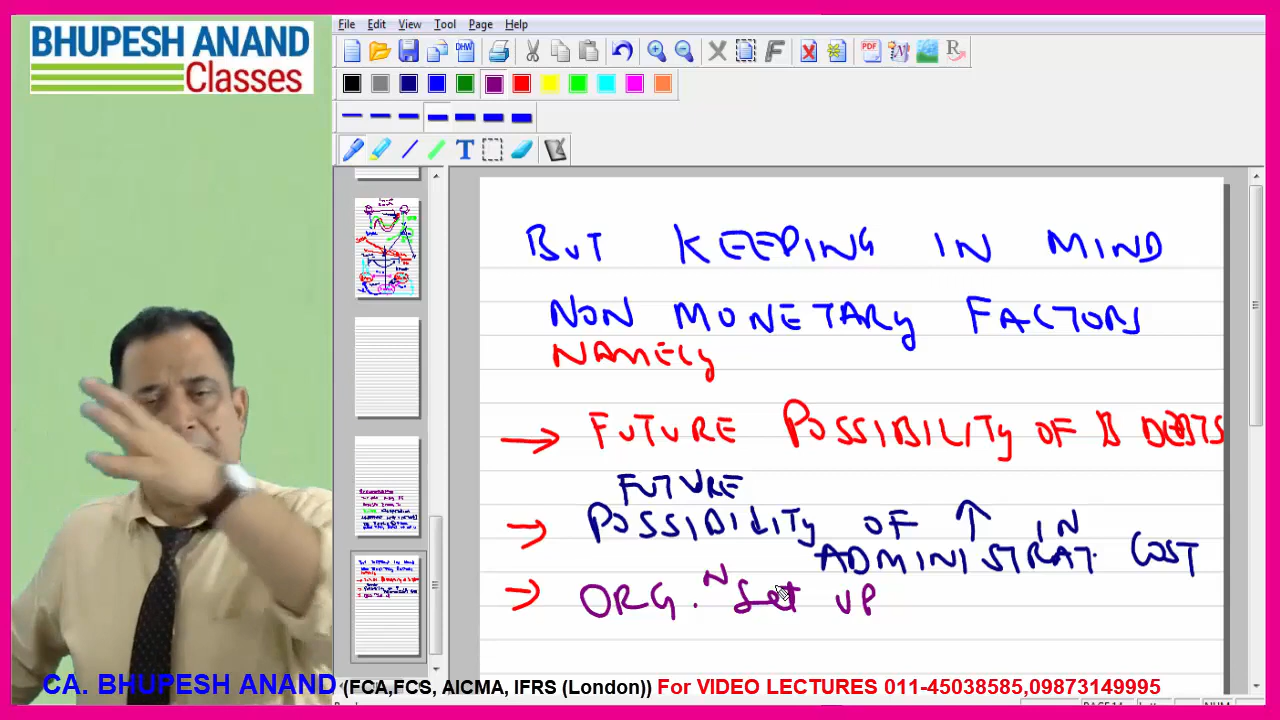 BHUPESH ANAND
Classes
File Edit View Tool Page Help
BUT KEEPING IN MIND
NON MONETARY FACTORS
NAMELY
→ FUTURE POSSIBILITY OF B DEBTS
FUTURE
→ POSSIBILITY OF ↑ IN
ADMINISTRAT. COST
→ ORG.N Set UP
CA. BHUPESH ANAND (FCA,FCS, AICMA, IFRS (London)) For VIDEO LECTURES 011-45038585,09873149995